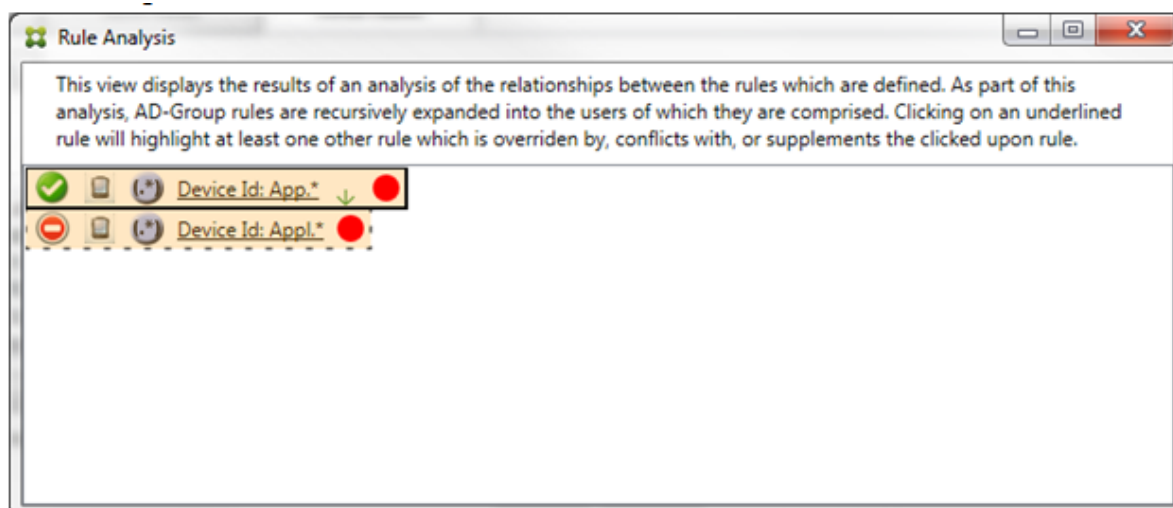 Rule Analysis
This view displays the results of an analysis of the relationships between the rules which are defined. As part of this
analysis, AD-Group rules are recursively expanded into the users of which they are comprised. Clicking on an underlined
rule will highlight at least one other rule which is overriden by, conflicts with, or supplements the clicked upon rule.
(.*) Device Id: App.*
(.*) Device Id: Appl.*